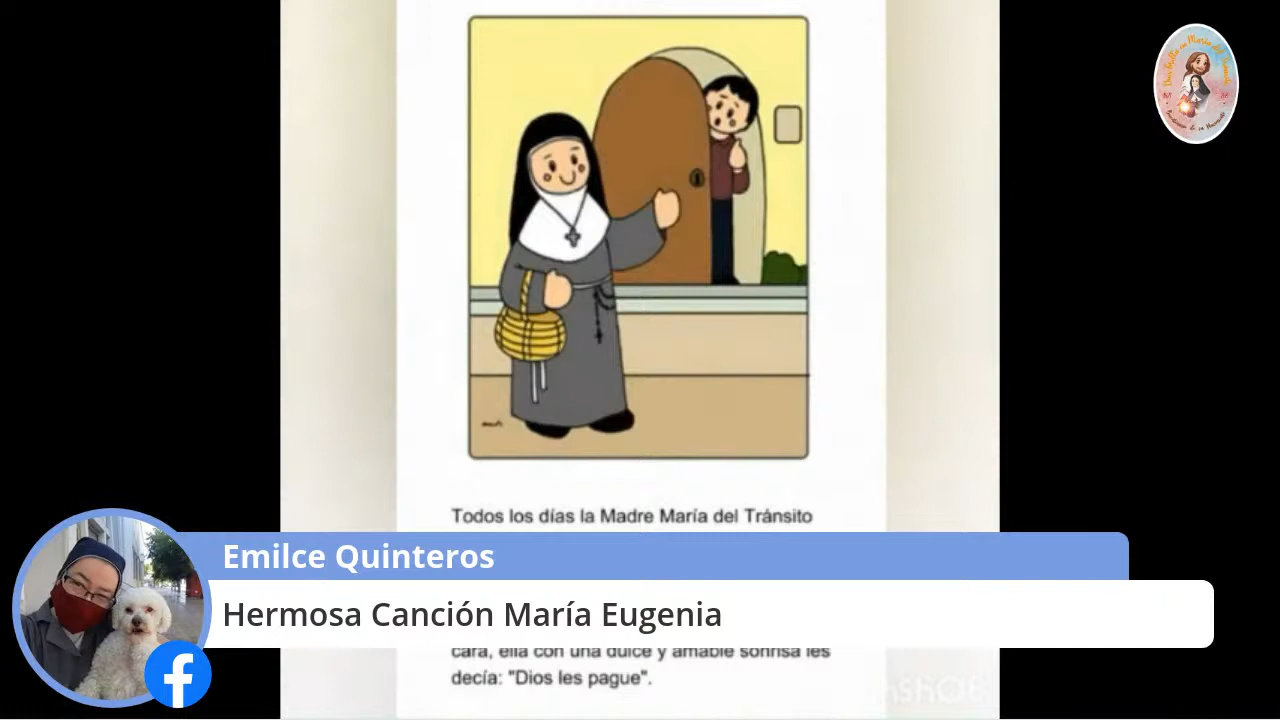 Todos los días la Madre María del Tránsito
Emilce Quinteros
Hermosa Canción María Eugenia
cara, ella con una dulce y amable sonrisa les
decía: "Dios les pague".